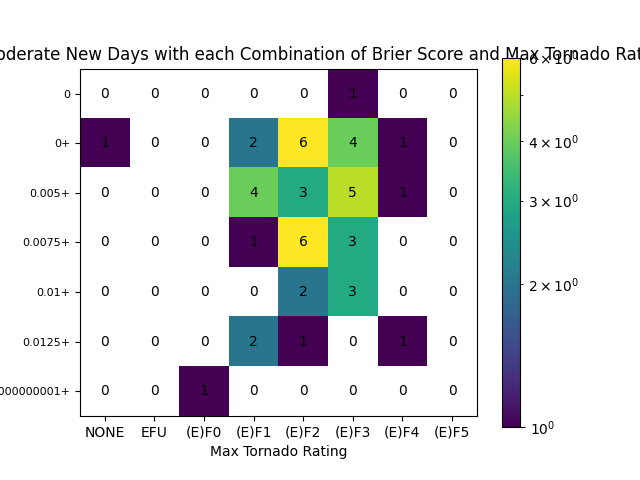 oderate New Days with each Combination of Brier Score and Max Tornado Rat
0 0 0 0 0 0 1 0 0
0+ 1 0 0 2 6 4 1 0
0.005+ 0 0 0 4 3 5 1 0
0.0075+ 0 0 0 1 6 3 0 0
0.01+ 0 0 0 0 2 3 0 0
0.0125+ 0 0 0 2 1 0 1 0
000000001+ 0 0 1 0 0 0 0 0
NONE EFU (E)F0 (E)F1 (E)F2 (E)F3 (E)F4 (E)F5
Max Tornado Rating
6 × 10⁰
4 × 10⁰
3 × 10⁰
2 × 10⁰
10⁰